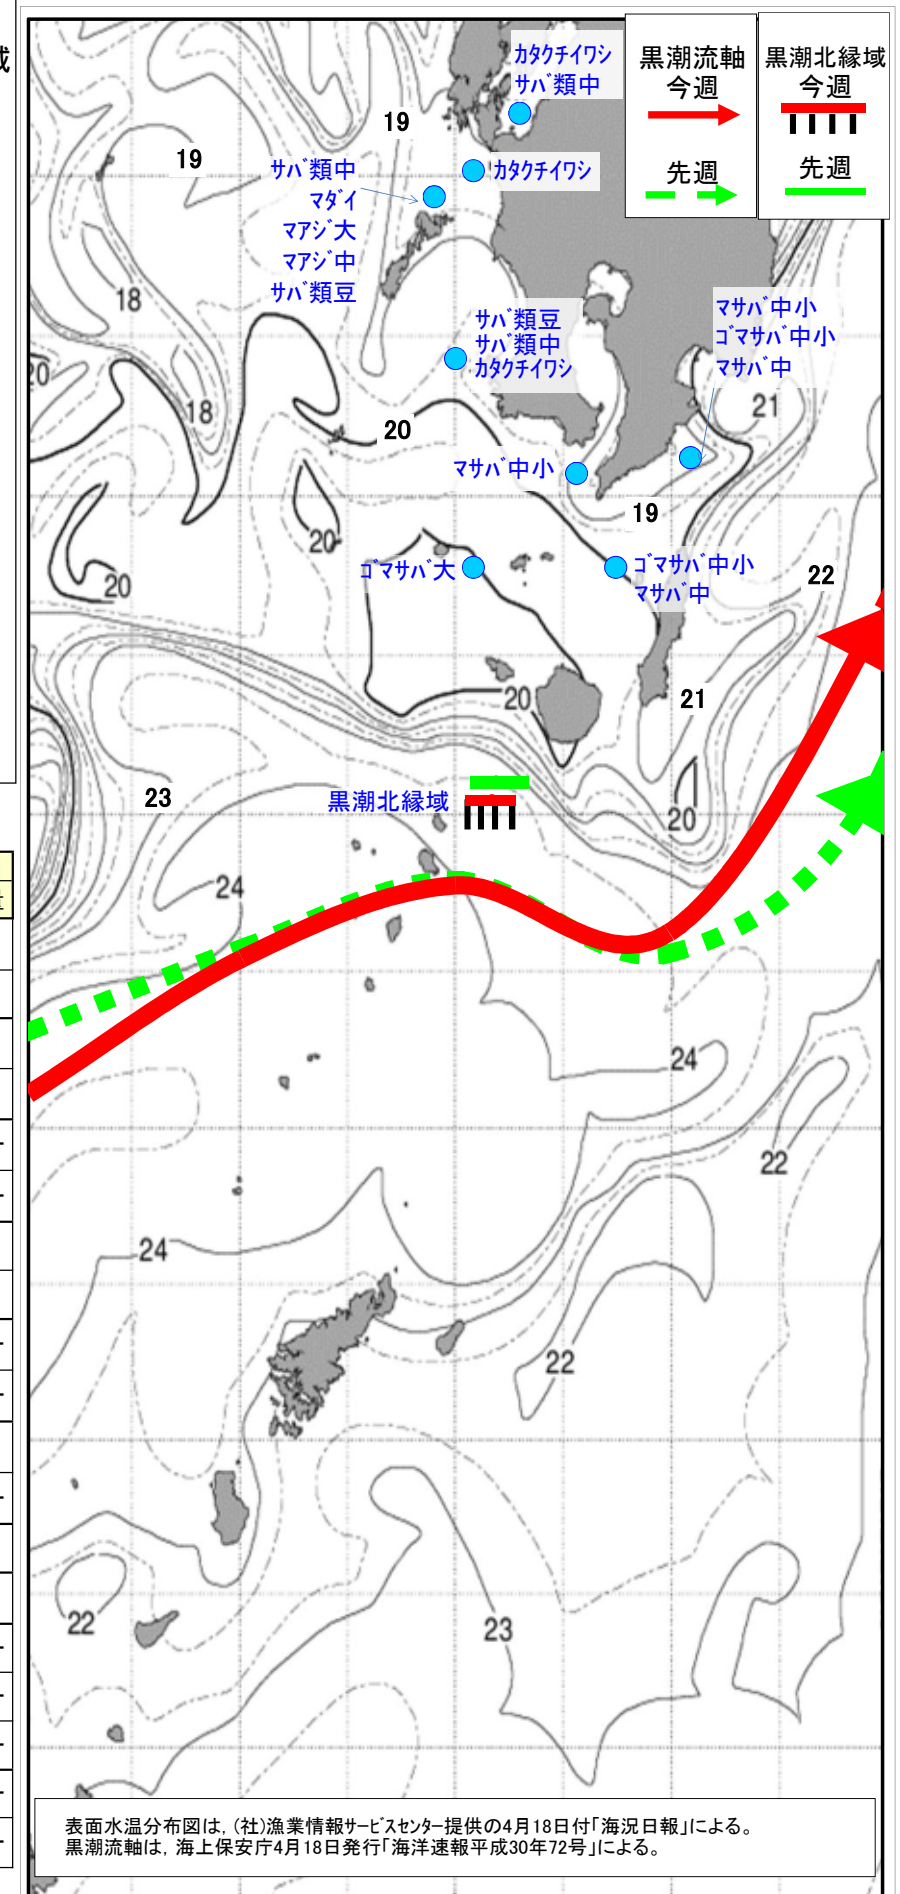 域
カタクチイワシ
サバ類中
黒潮流軸
今週
先週
黒潮北縁域
今週
先週
19
19
サバ類中
マダイ
マアジ大
マアジ中
サバ類豆
カタクチイワシ
18
サバ類豆
サバ類中
カタクチイワシ
マサバ中小
ゴマサバ中小
マサバ中
20
18
21
20
マサバ中小
19
20
ゴマサバ大
ゴマサバ中小
マサバ中
22
20
20
21
23
黒潮北縁域
20
24
24
22
24
22
22
23
表面水温分布図は，(社)漁業情報サービスセンター提供の4月18日付「海況日報」による。
黒潮流軸は，海上保安庁4月18日発行「海洋速報平成30年72号」による。